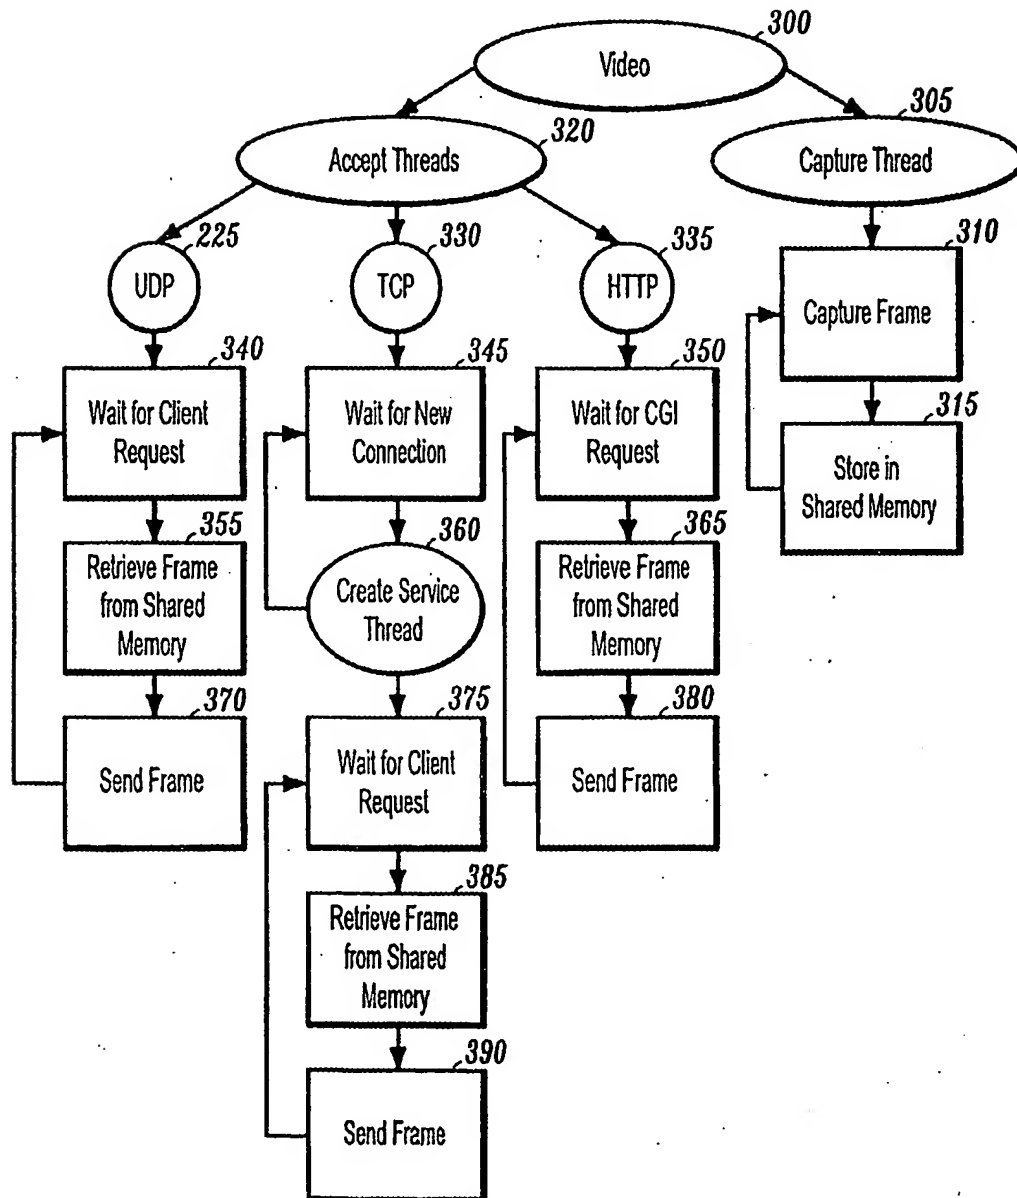 300
Video
320
Accept Threads
305
Capture Thread
225
UDP
330
TCP
335
HTTP
310
Capture Frame
340
Wait for Client
Request
345
Wait for New
Connection
350
Wait for CGI
Request
315
Store in
Shared Memory
355
Retrieve Frame
from Shared
Memory
360
Create Service
Thread
365
Retrieve Frame
from Shared
Memory
370
Send Frame
375
Wait for Client
Request
380
Send Frame
385
Retrieve Frame
from Shared
Memory
390
Send Frame